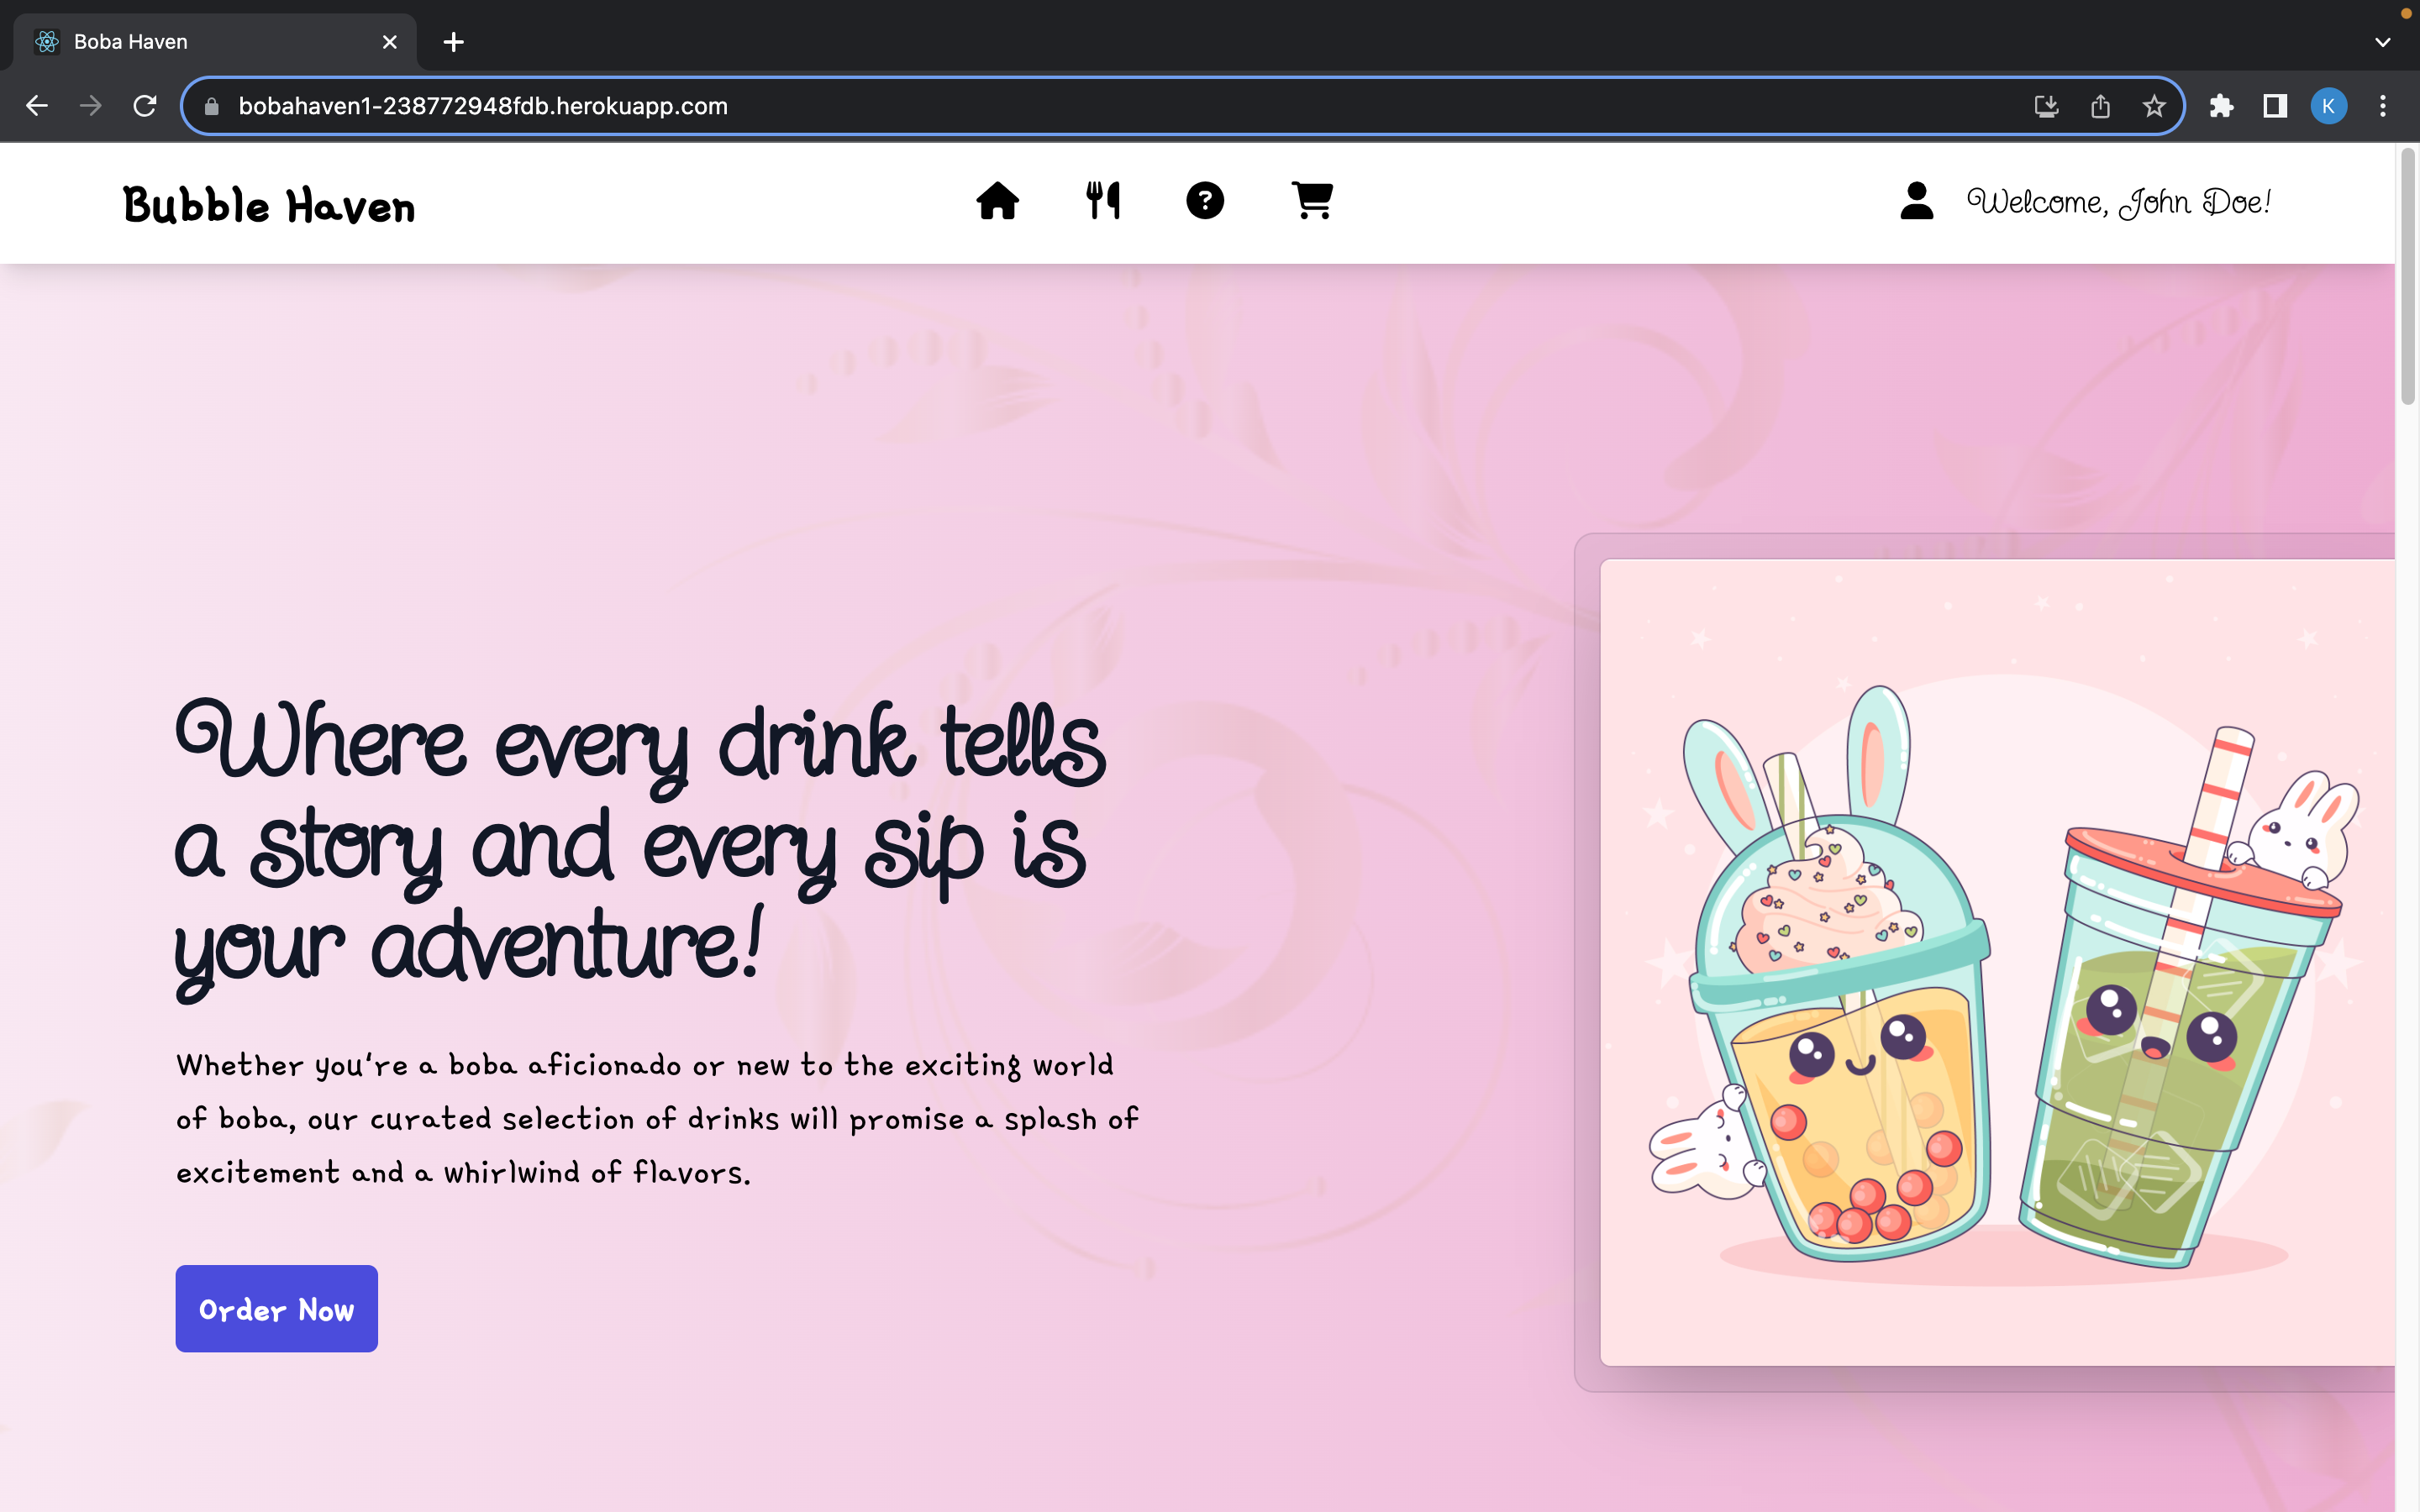 Boba Haven
bobahaven1-238772948fdb.herokuapp.com
K
Bubble Haven
?
Welcome, John Doe!
Where every drink tells
a story and every sip is
your adventure!
Whether you're a boba aficionado or new to the exciting world
of boba, our curated selection of drinks will promise a splash of
excitement and a whirlwind of flavors.
Order Now